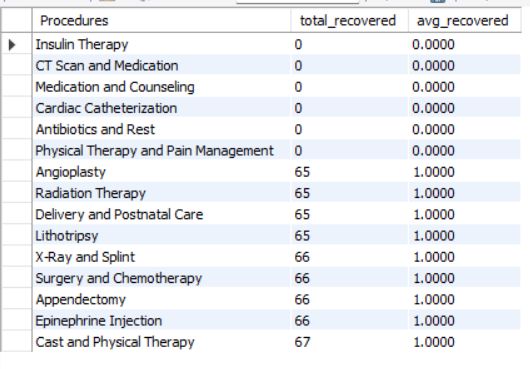 Procedures total_recovered avg_recovered
Insulin Therapy 0 0.0000
CT Scan and Medication 0 0.0000
Medication and Counseling 0 0.0000
Cardiac Catheterization 0 0.0000
Antibiotics and Rest 0 0.0000
Physical Therapy and Pain Management 0 0.0000
Angioplasty 65 1.0000
Radiation Therapy 65 1.0000
Delivery and Postnatal Care 65 1.0000
Lithotripsy 65 1.0000
X-Ray and Splint 66 1.0000
Surgery and Chemotherapy 66 1.0000
Appendectomy 66 1.0000
Epinephrine Injection 66 1.0000
Cast and Physical Therapy 67 1.0000